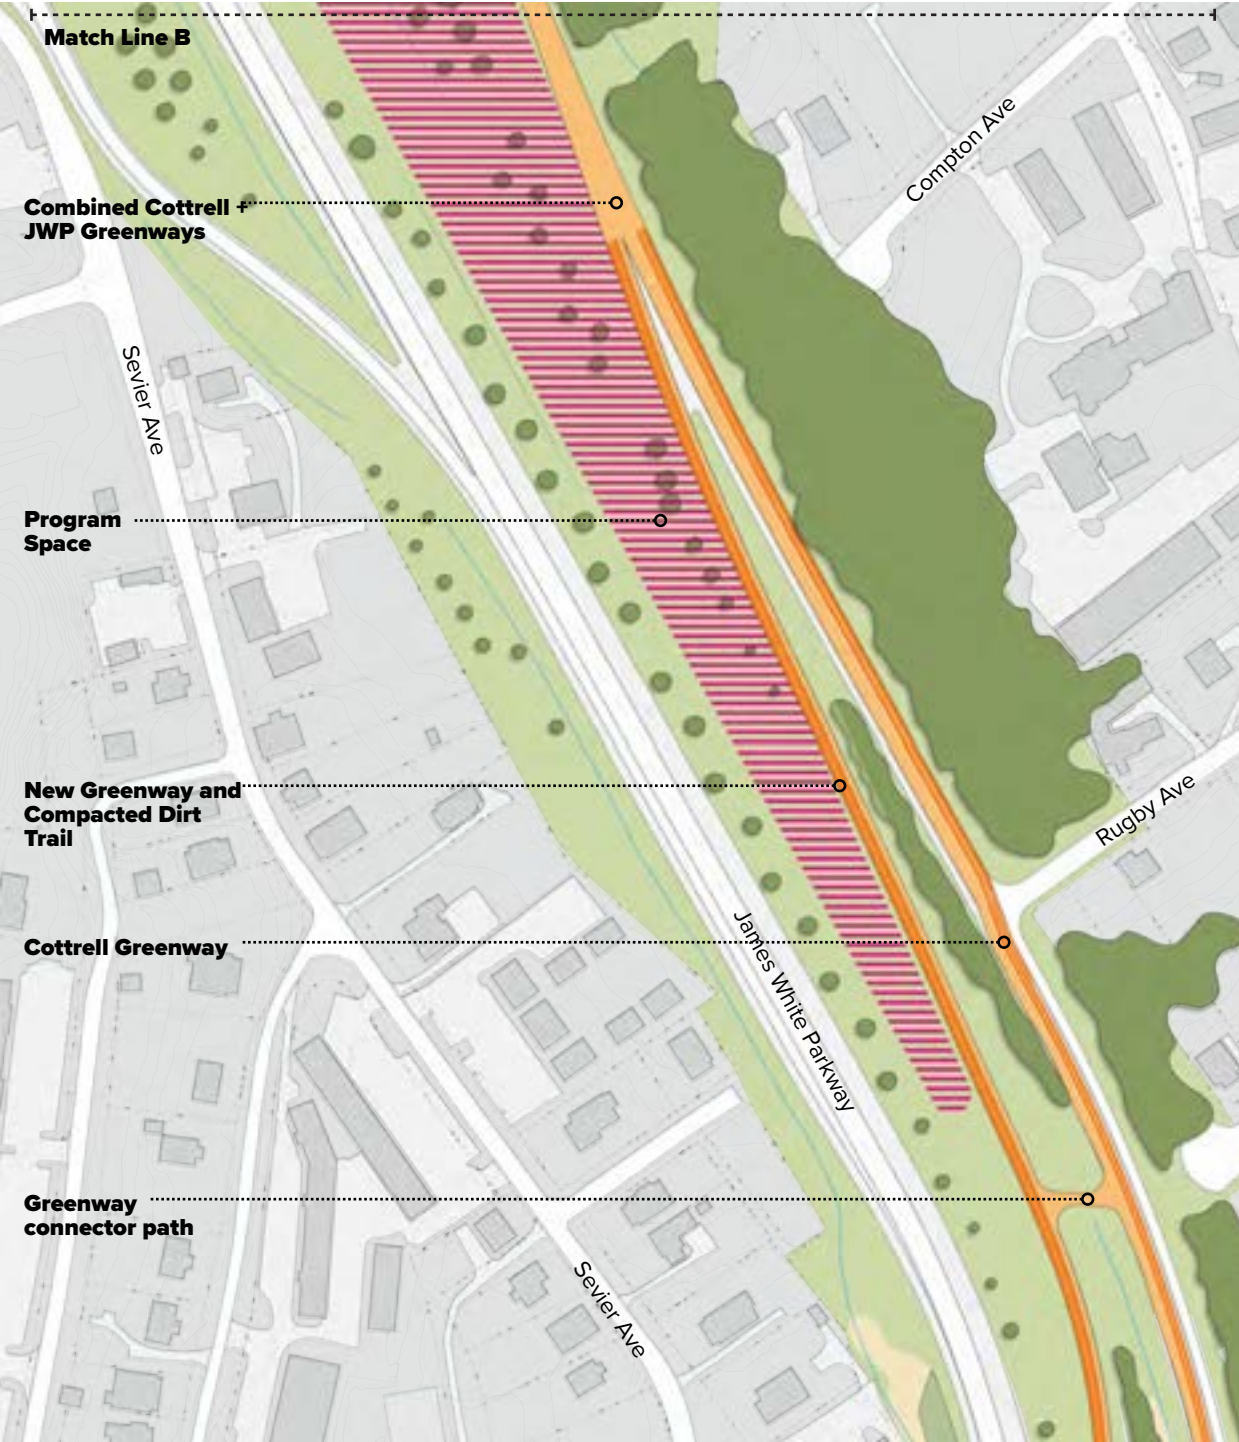 Match Line B
Compton Ave
Combined Cottrell +
JWP Greenways
Sevier Ave
Program
Space
New Greenway and
Compacted Dirt
Trail
Rugby Ave
Cottrell Greenway
James White Parkway
Greenway
connector path
Sevier Ave